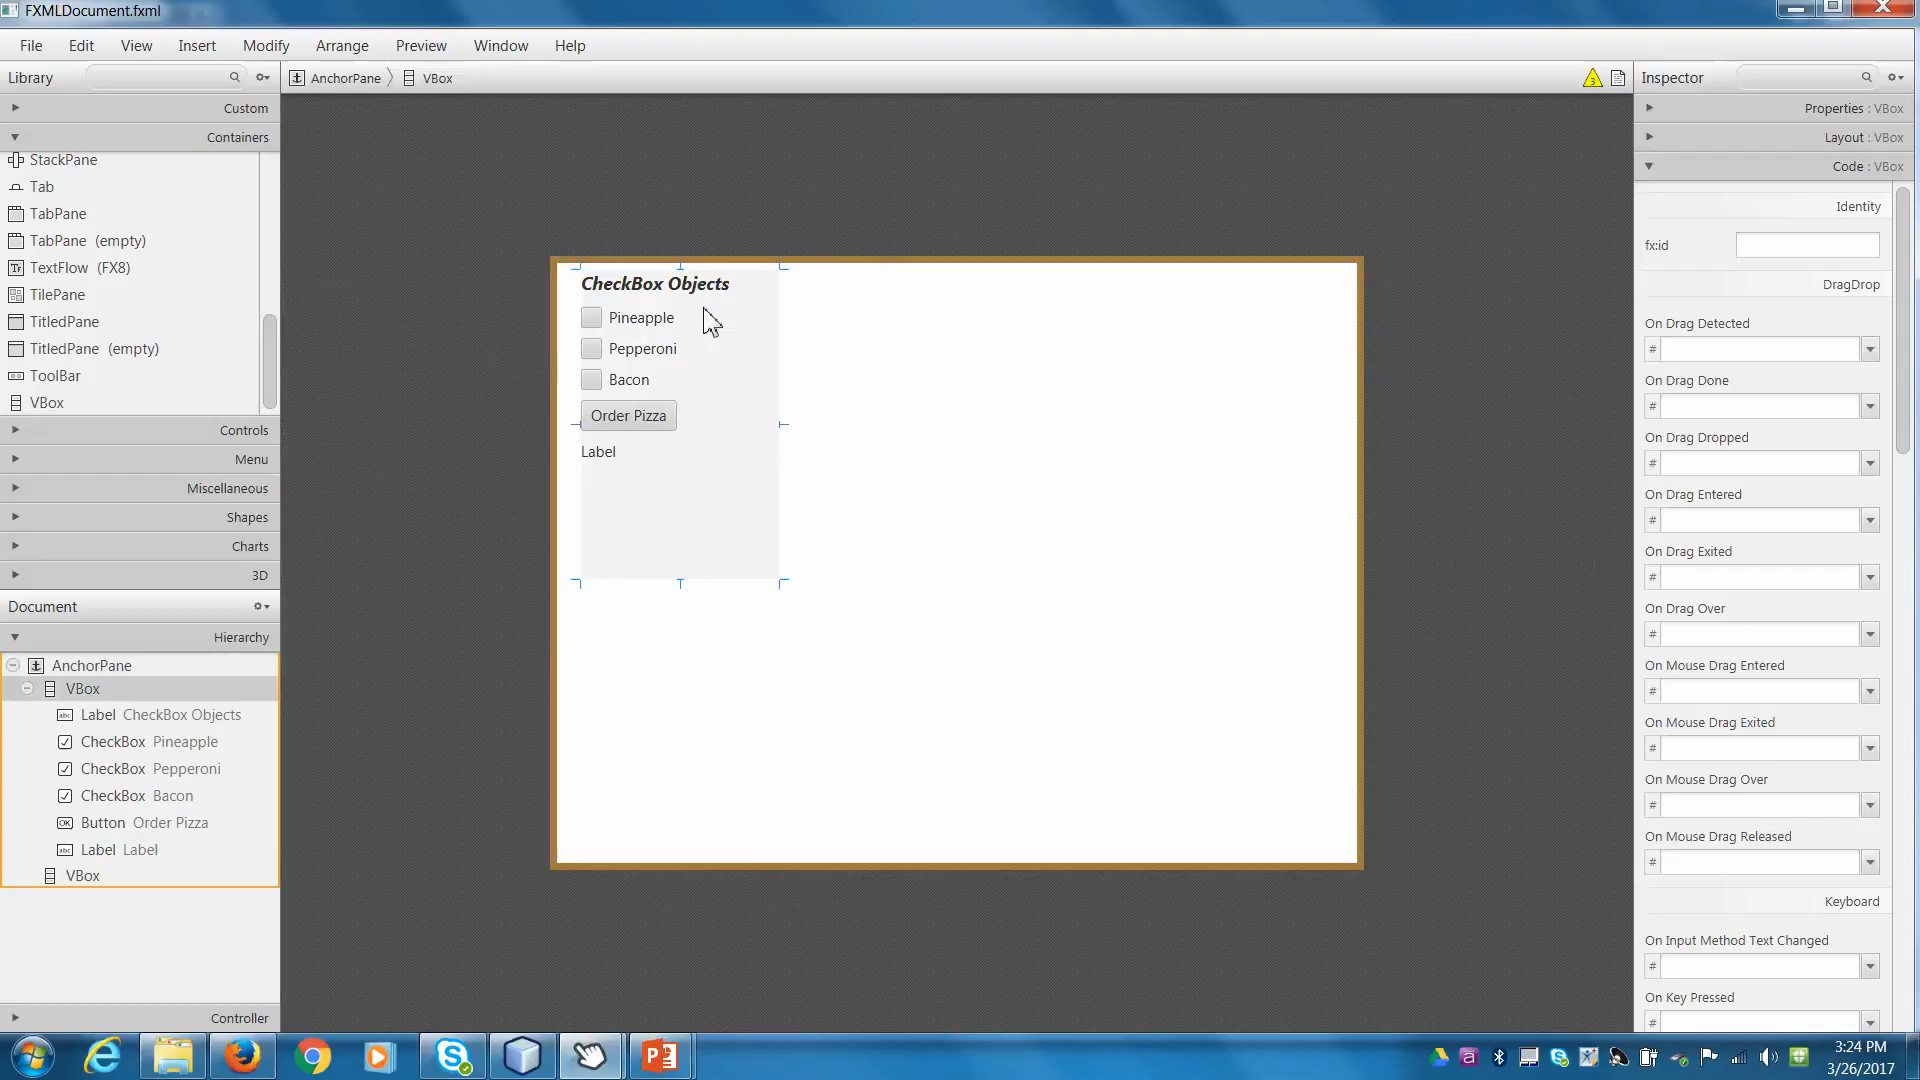 FXMLDocument.fxml
File Edit View Insert Modify Arrange Preview Window Help
Library
AnchorPane VBox
3
Inspector
Custom
Containers
StackPane
Tab
TabPane
TabPane (empty)
TextFlow (FX8)
TilePane
TitledPane
TitledPane (empty)
ToolBar
VBox
Controls
Menu
Miscellaneous
Shapes
Charts
3D
Document
Hierarchy
AnchorPane
VBox
Label CheckBox Objects
CheckBox Pineapple
CheckBox Pepperoni
CheckBox Bacon
Button Order Pizza
Label Label
VBox
Controller
CheckBox Objects
Pineapple
Pepperoni
Bacon
Order Pizza
Label
Properties : VBox
Layout : VBox
Code : VBox
Identity
fx:id
DragDrop
On Drag Detected
#
On Drag Done
#
On Drag Dropped
#
On Drag Entered
#
On Drag Exited
#
On Drag Over
#
On Mouse Drag Entered
#
On Mouse Drag Exited
#
On Mouse Drag Over
#
On Mouse Drag Released
#
Keyboard
On Input Method Text Changed
#
On Key Pressed
#
3:24 PM
3/26/2017